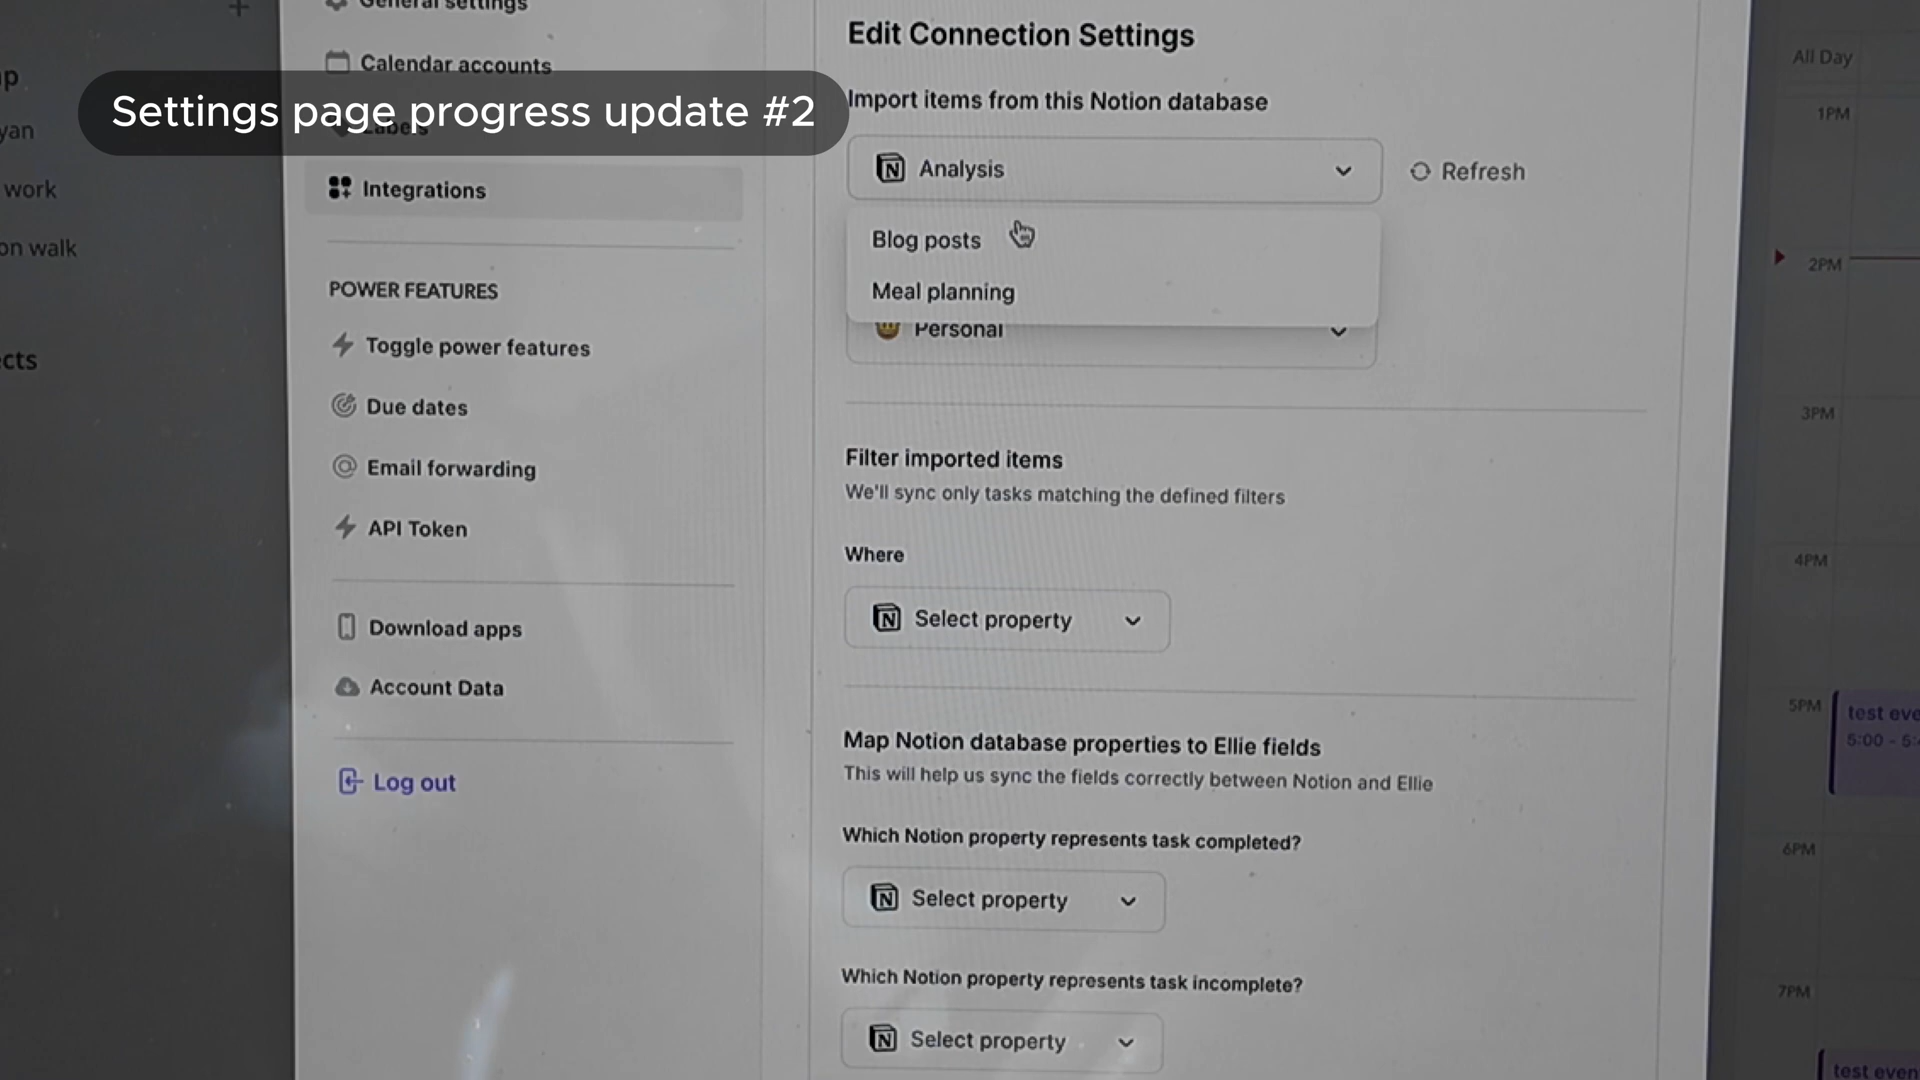 General settings
Calendar accounts
Settings page progress update #2
Labels
Integrations
POWER FEATURES
Toggle power features
Due dates
Email forwarding
API Token
Download apps
Account Data
Log out
Edit Connection Settings
Import items from this Notion database
Analysis
Refresh
Blog posts
Meal planning
Personal
Filter imported items
We'll sync only tasks matching the defined filters
Where
Select property
Map Notion database properties to Ellie fields
This will help us sync the fields correctly between Notion and Ellie
Which Notion property represents task completed?
Select property
Which Notion property represents task incomplete?
Select property
work
on walk
All Day
1PM
2PM
3PM
4PM
5PM
test eve
5:00 - 5:
6PM
7PM
test even